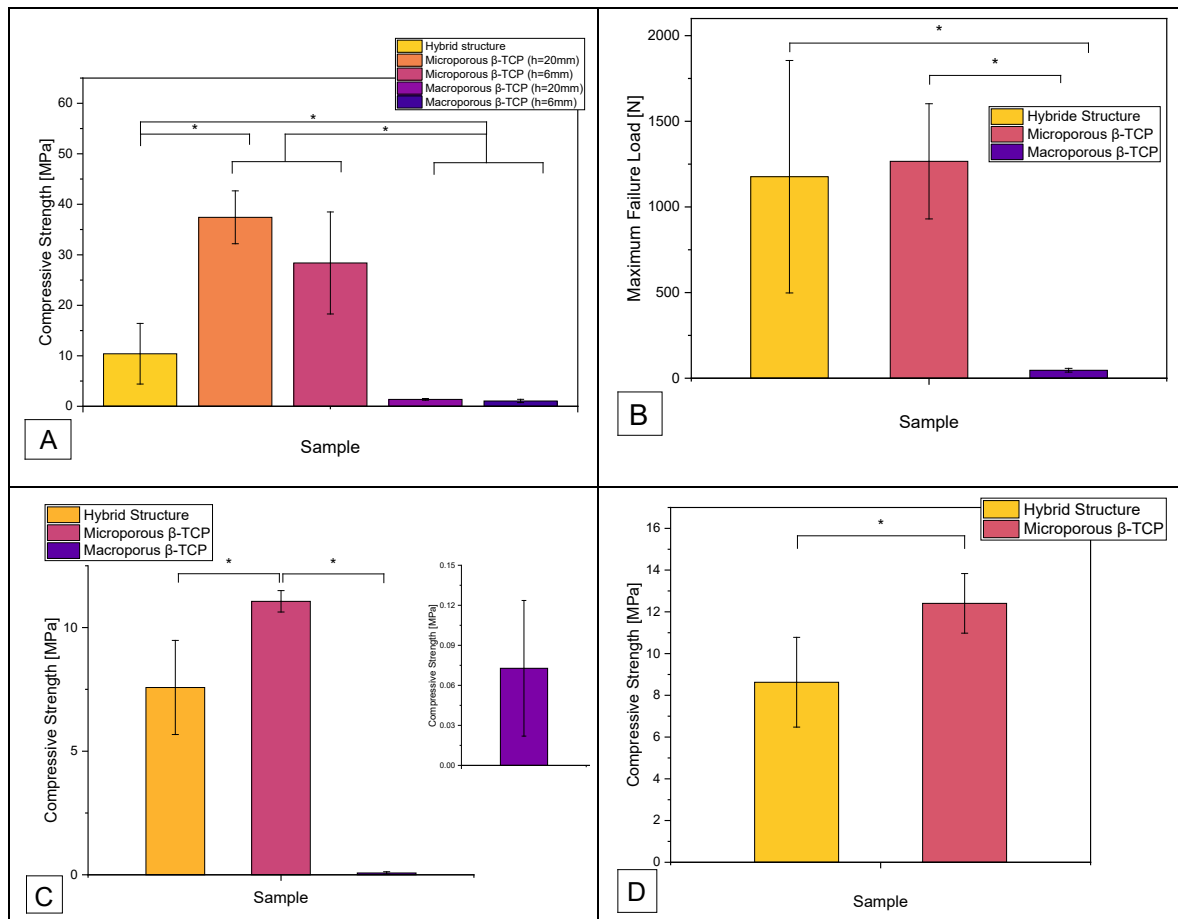 Hybrid structure
Microporous β-TCP (h=20mm)
Microporous β-TCP (h=6mm)
Macroporous β-TCP (h=20mm)
Macroporous β-TCP (h=6mm)
60
50
40
30
20
10
0
Compressive Strength [MPa]
*
*
*
Sample
A
2000
1500
1000
500
0
Maximum Failure Load [N]
*
*
Hybride Structure
Microporous β-TCP
Macroporous β-TCP
Sample
B
Hybrid Structure
Microporous β-TCP
Macroporus β-TCP
10
5
0
Compressive Strength [MPa]
*
*
0.15
0.12
0.09
0.06
0.03
0.00
Compressive Strength [MPa]
Sample
C
Hybrid Structure
Microporous β-TCP
16
14
12
10
8
6
4
2
0
Compressive Strength [MPa]
*
Sample
D